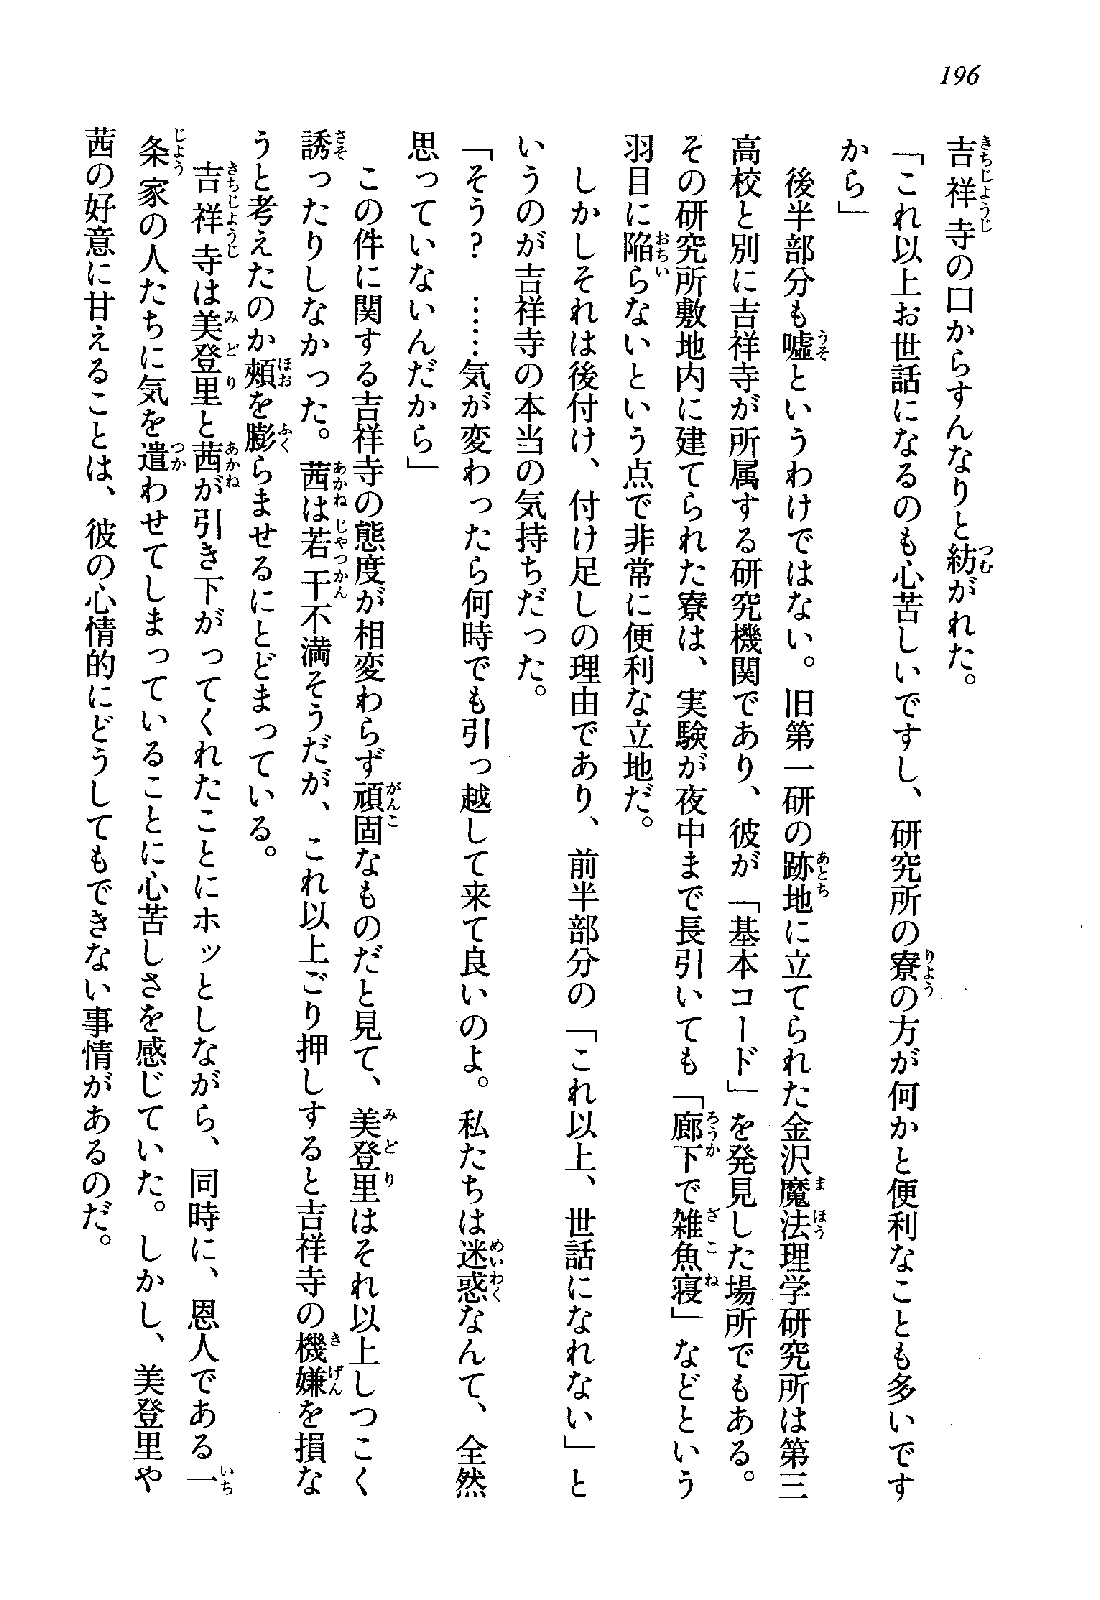 196
吉祥寺の口からすんなりと紡がれた。
「これ以上お世話になるのも心苦しいですし、研究所の寮の方が何かと便利なことも多いです
から」
後半部分も嘘というわけではない。旧第一研の跡地に立てられた金沢魔法理学研究所は第三
高校と別に吉祥寺が所属する研究機関であり、彼が「基本コード」を発見した場所でもある。
その研究所敷地内に建てられた寮は、実験が夜中まで長引いても「廊下で雑魚寝」などという
羽目に陥らないという点で非常に便利な立地だ。
しかしそれは後付け、付け足しの理由であり、前半部分の「これ以上、世話になれない」と
いうのが吉祥寺の本当の気持ちだった。
「そう？　……気が変わったら何時でも引っ越して来て良いのよ。私たちは迷惑なんて、全然
思っていないんだから」
この件に関する吉祥寺の態度が相変わらず頑固なものだと見て、美登里はそれ以上しつこく
誘ったりしなかった。茜は若干不満そうだが、これ以上ごり押しすると吉祥寺の機嫌を損な
うと考えたのか頰を膨らませるにとどまっている。
吉祥寺は美登里と茜が引き下がってくれたことにホッとしながら、同時に、恩人である一
条家の人たちに気を遣わせてしまっていることに心苦しさを感じていた。しかし、美登里や
茜の好意に甘えることは、彼の心情的にどうしてもできない事情があるのだ。